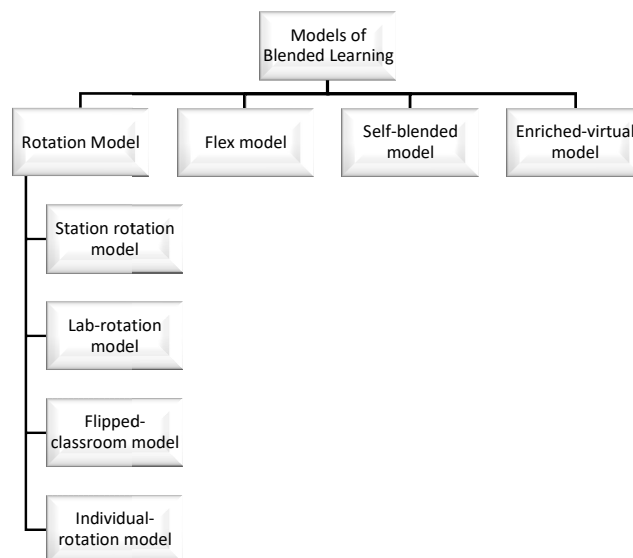 Models of
Blended Learning
Rotation Model
Flex model
Self-blended
model
Enriched-virtual
model
Station rotation
model
Lab-rotation
model
Flipped-
classroom model
Individual-
rotation model